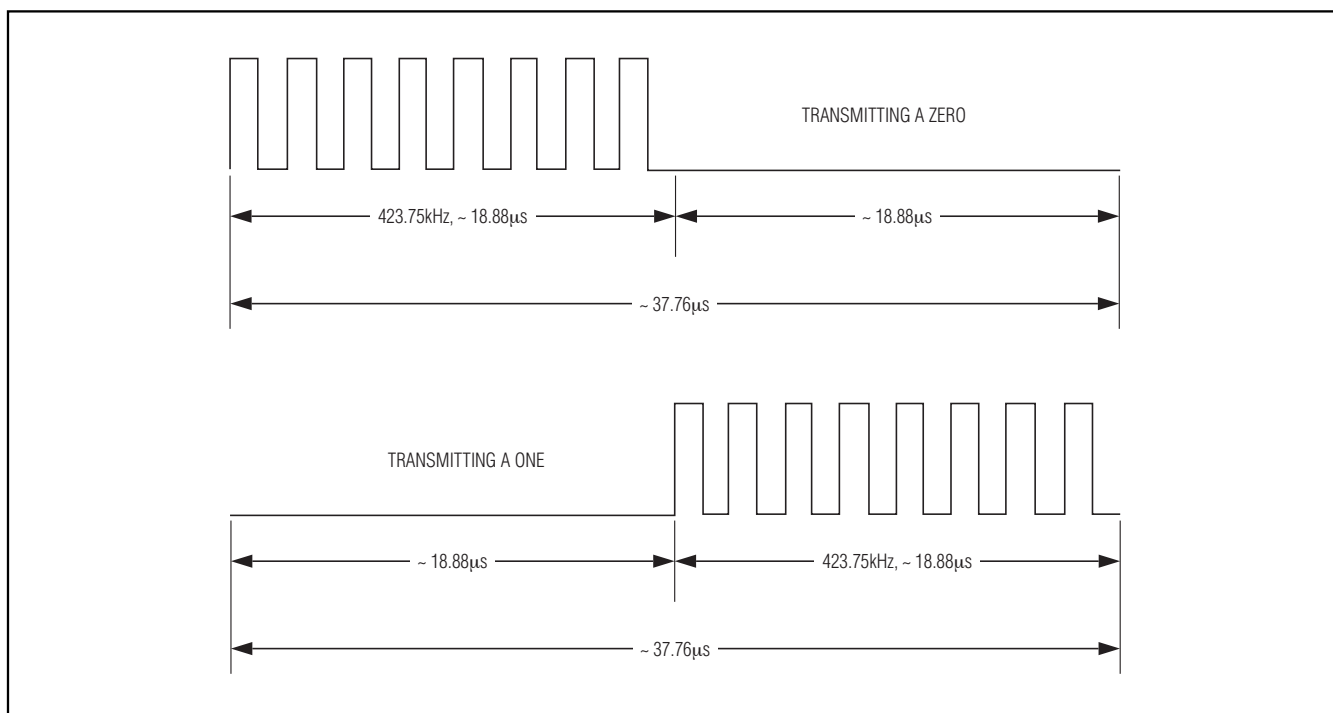 TRANSMITTING A ZERO
423.75kHz, ~ 18.88μs
~ 18.88μs
~ 37.76μs
TRANSMITTING A ONE
~ 18.88μs
423.75kHz, ~ 18.88μs
~ 37.76μs